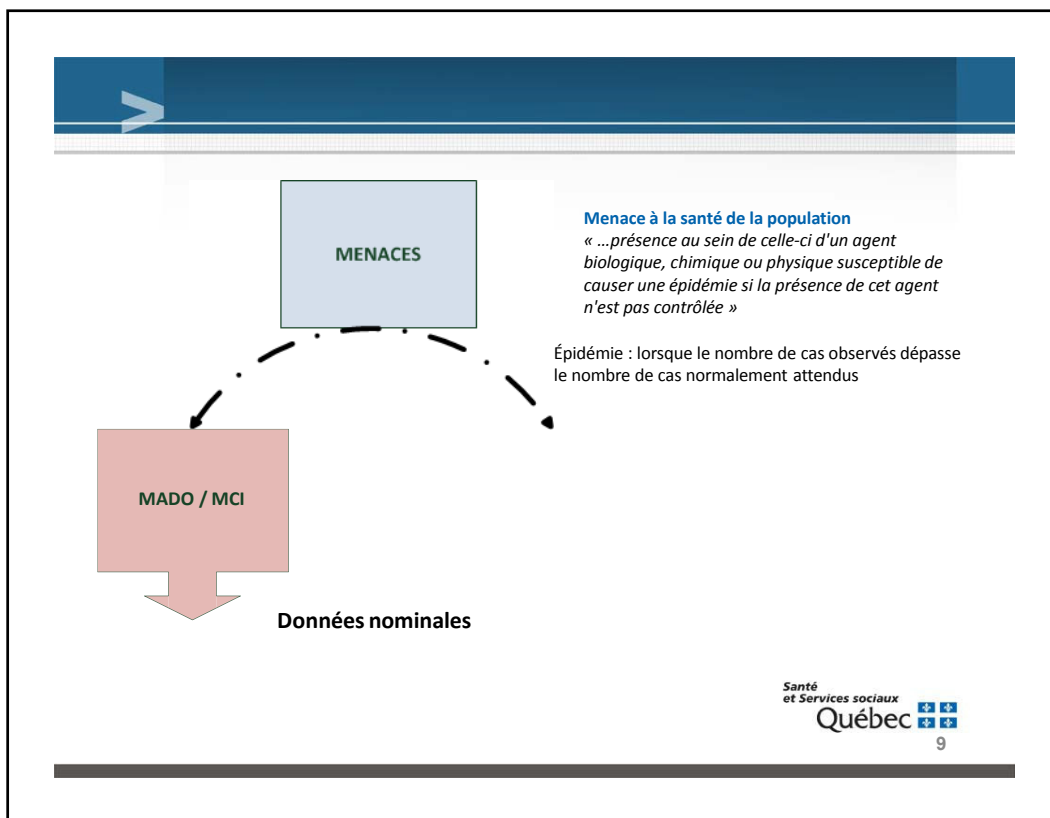 >
MENACES
Menace à la santé de la population
« …présence au sein de celle-ci d'un agent
biologique, chimique ou physique susceptible de
causer une épidémie si la présence de cet agent
n'est pas contrôlée »
Épidémie : lorsque le nombre de cas observés dépasse
le nombre de cas normalement attendus
MADO / MCI
Données nominales
Santé
et Services sociaux
Québec
9